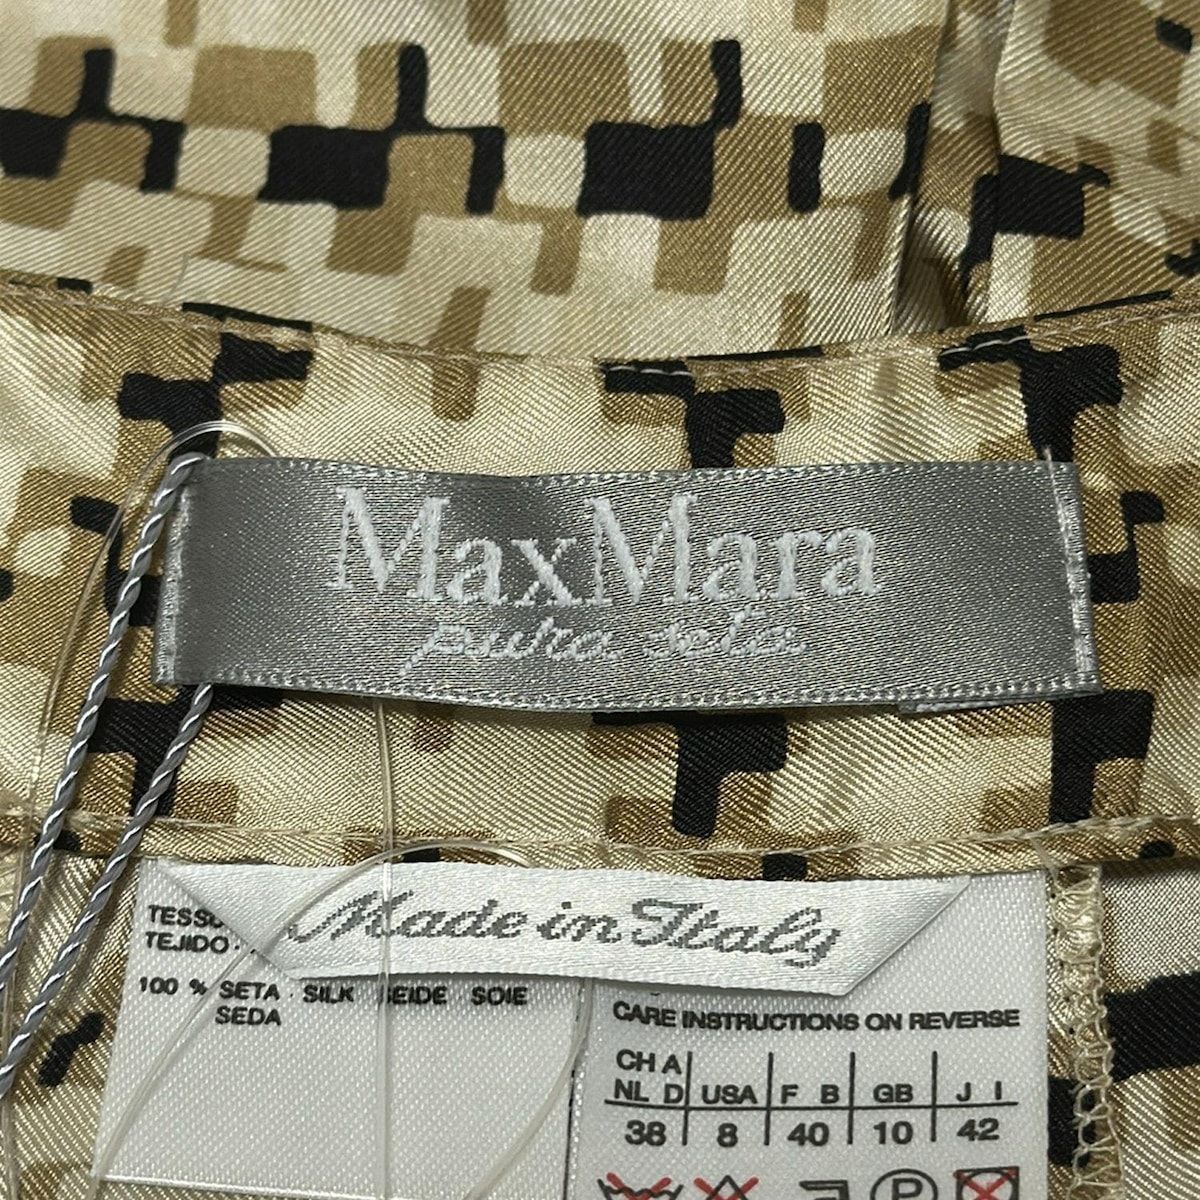 MaxMara
pura seta
Made in Italy
TEJIDO
100 % SETA · SILK SEIDE SOIE
SEDA
CARE INSTRUCTIONS ON REVERSE
CH A
NL D USA F B GB J I
38 8 40 10 42
P